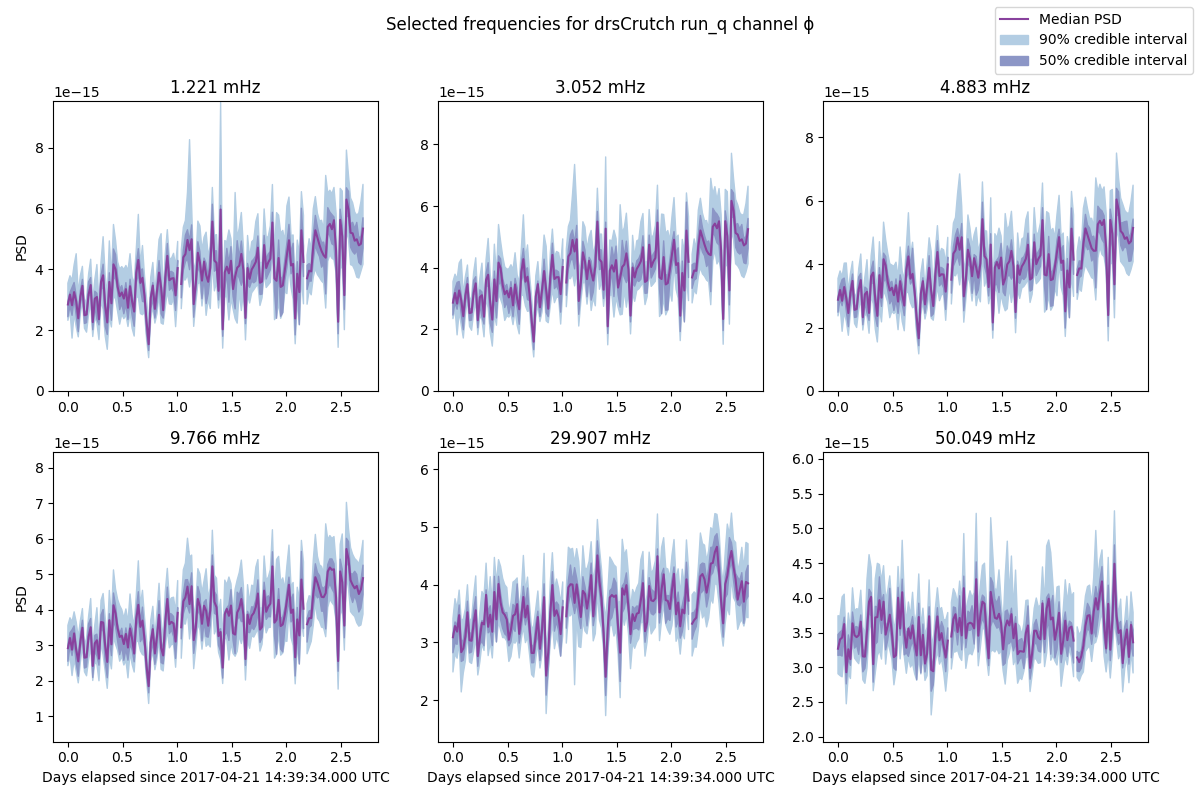 Selected frequencies for drsCrutch run_q channel ϕ
Median PSD
90% credible interval
50% credible interval
1.221 mHz
3.052 mHz
4.883 mHz
1e−15
1e−15
1e−15
PSD
8
6
4
2
0
8
6
4
2
0
8
6
4
2
0
0.0 0.5 1.0 1.5 2.0 2.5
0.0 0.5 1.0 1.5 2.0 2.5
0.0 0.5 1.0 1.5 2.0 2.5
9.766 mHz
29.907 mHz
50.049 mHz
1e−15
1e−15
1e−15
PSD
8
7
6
5
4
3
2
1
6
5
4
3
2
6.0
5.5
5.0
4.5
4.0
3.5
3.0
2.5
2.0
0.0 0.5 1.0 1.5 2.0 2.5
0.0 0.5 1.0 1.5 2.0 2.5
0.0 0.5 1.0 1.5 2.0 2.5
Days elapsed since 2017-04-21 14:39:34.000 UTC
Days elapsed since 2017-04-21 14:39:34.000 UTC
Days elapsed since 2017-04-21 14:39:34.000 UTC